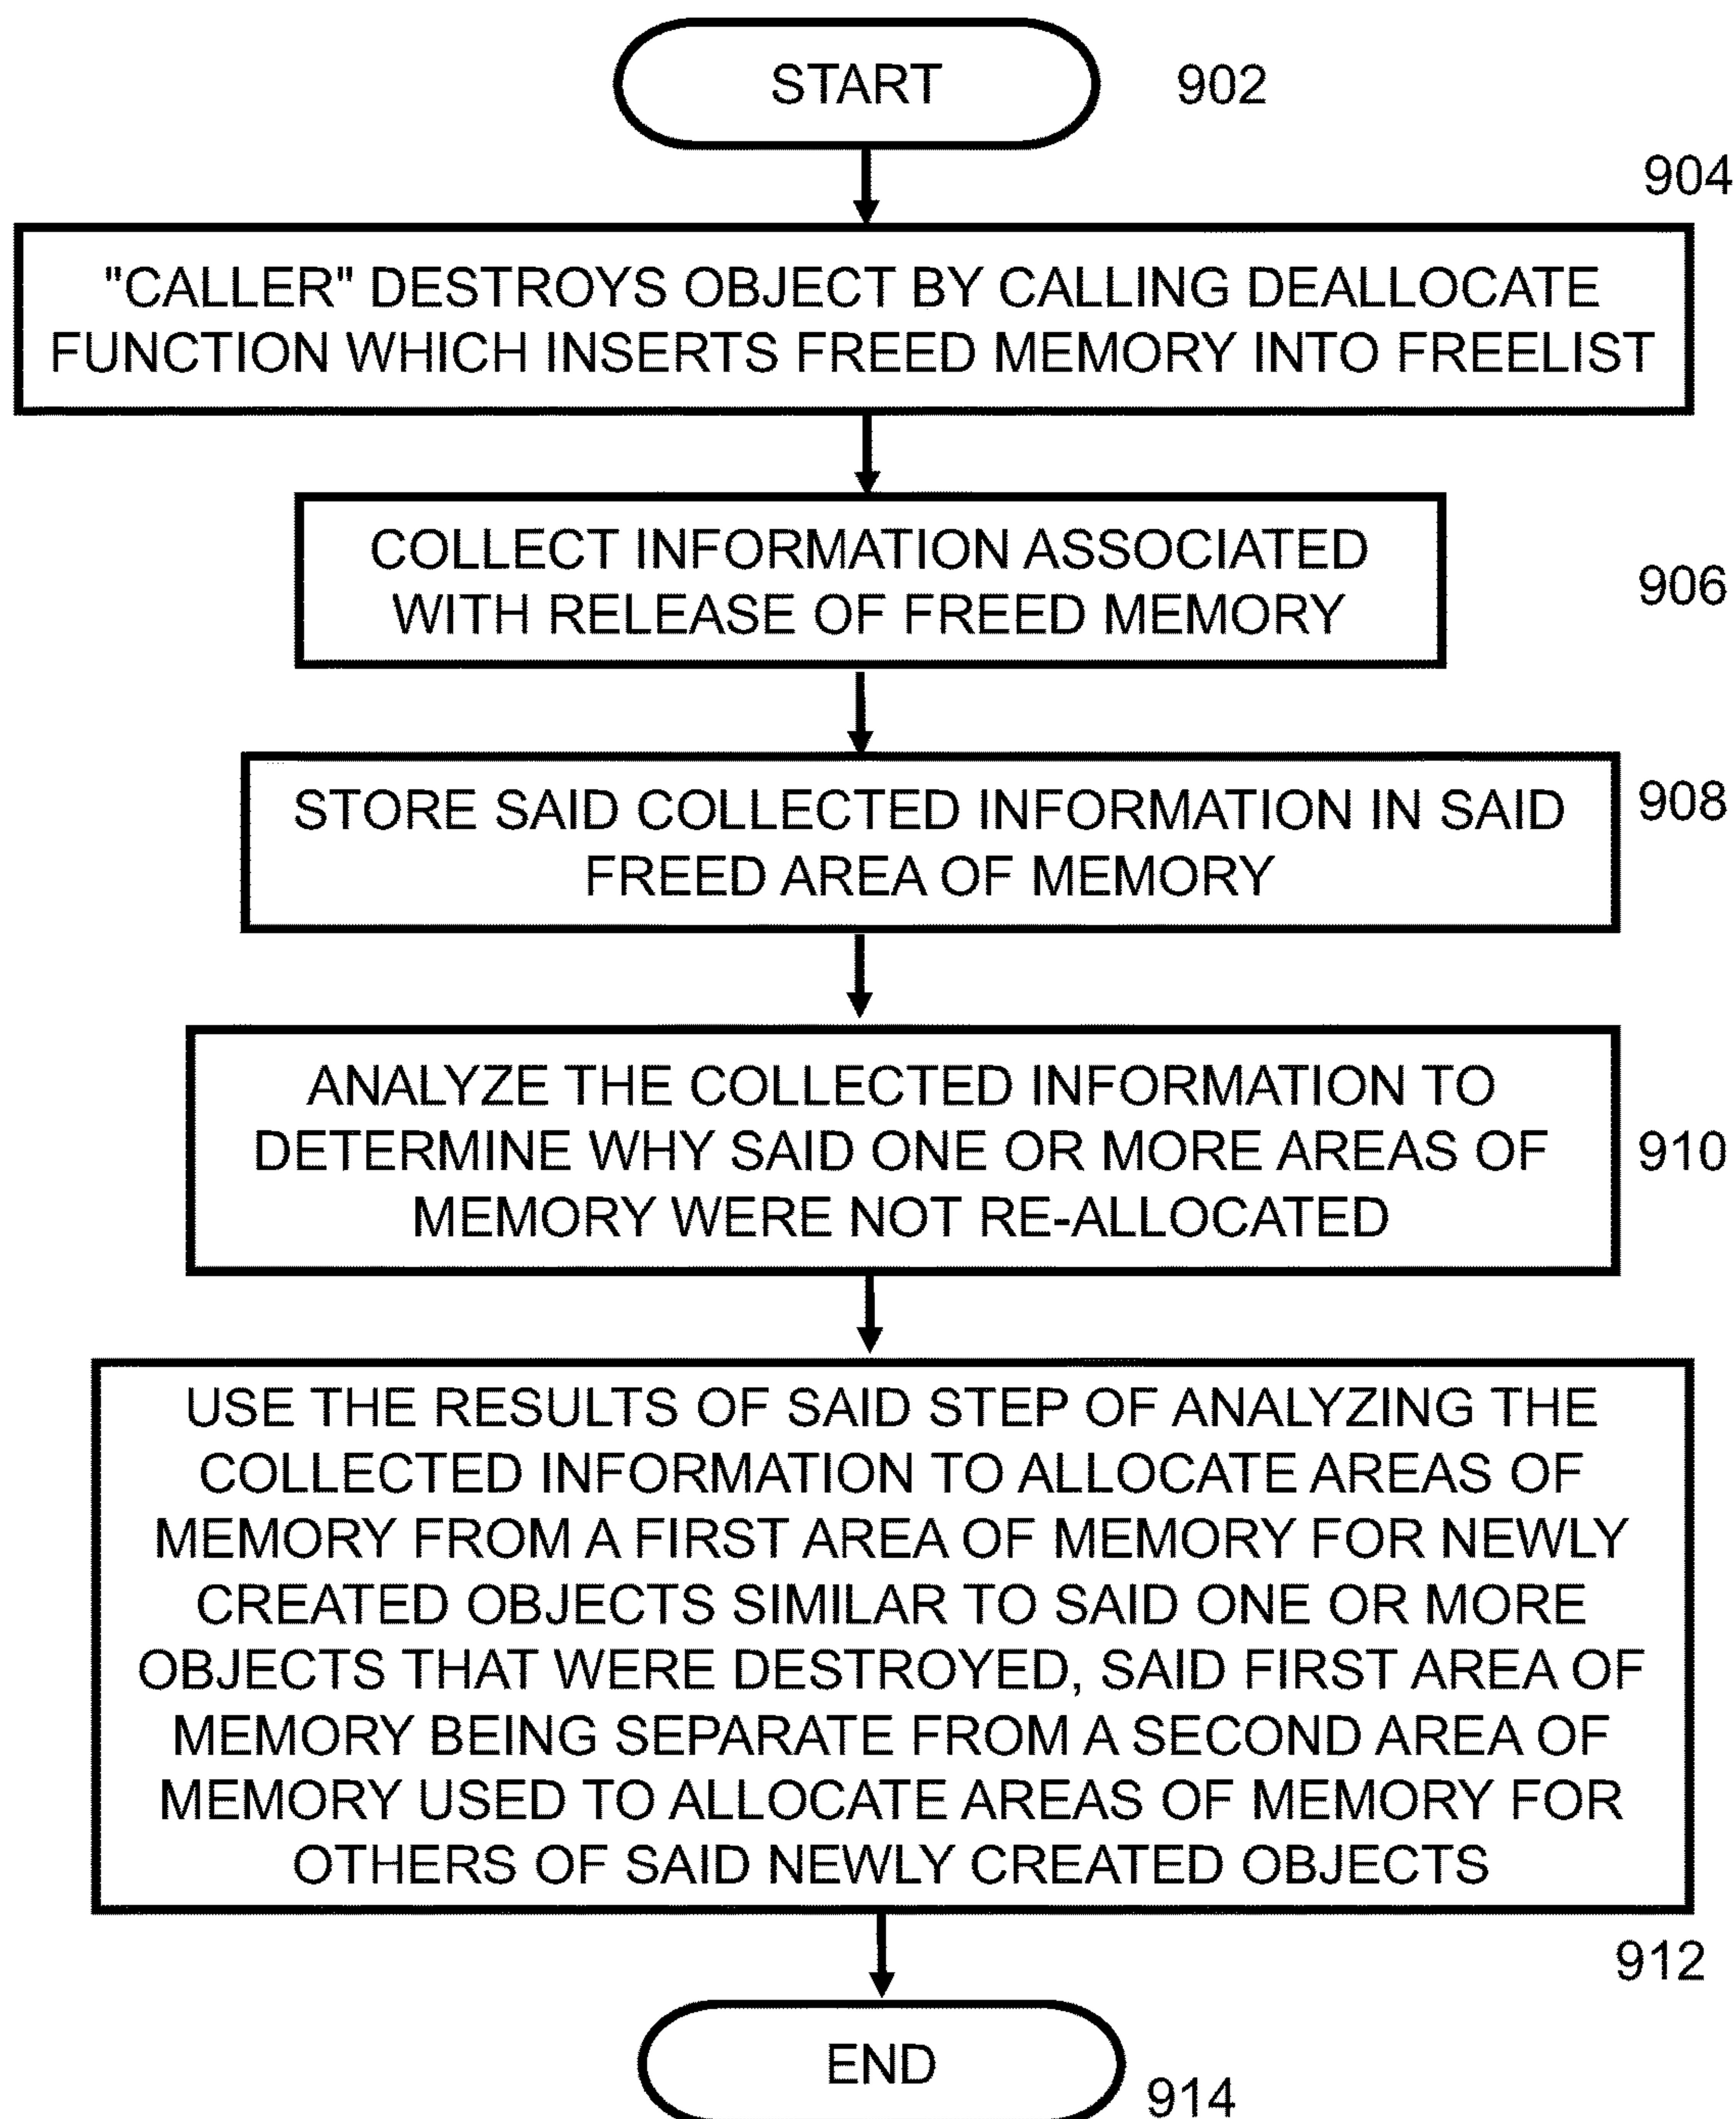 START
902
904
"CALLER" DESTROYS OBJECT BY CALLING DEALLOCATE
FUNCTION WHICH INSERTS FREED MEMORY INTO FREELIST
COLLECT INFORMATION ASSOCIATED
WITH RELEASE OF FREED MEMORY
906
STORE SAID COLLECTED INFORMATION IN SAID
FREED AREA OF MEMORY
908
ANALYZE THE COLLECTED INFORMATION TO
DETERMINE WHY SAID ONE OR MORE AREAS OF
MEMORY WERE NOT RE-ALLOCATED
910
USE THE RESULTS OF SAID STEP OF ANALYZING THE
COLLECTED INFORMATION TO ALLOCATE AREAS OF
MEMORY FROM A FIRST AREA OF MEMORY FOR NEWLY
CREATED OBJECTS SIMILAR TO SAID ONE OR MORE
OBJECTS THAT WERE DESTROYED, SAID FIRST AREA OF
MEMORY BEING SEPARATE FROM A SECOND AREA OF
MEMORY USED TO ALLOCATE AREAS OF MEMORY FOR
OTHERS OF SAID NEWLY CREATED OBJECTS
912
END
914